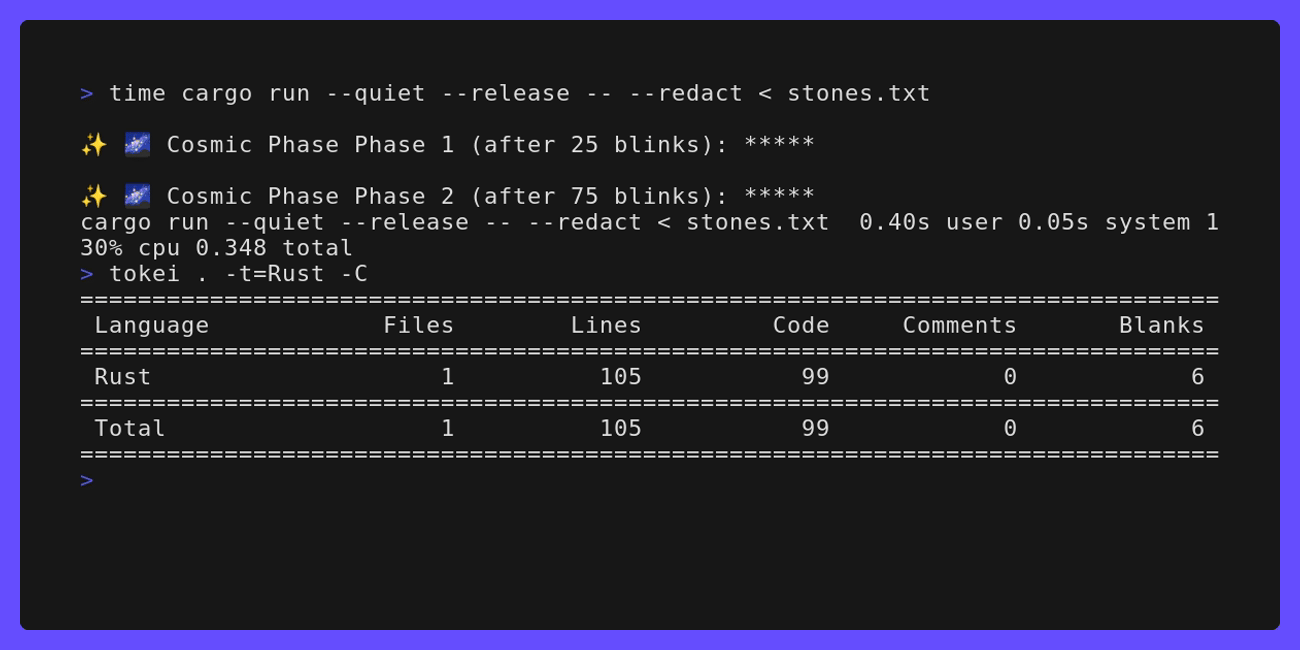 > time cargo run --quiet --release -- --redact < stones.txt
✨ 🌌 Cosmic Phase Phase 1 (after 25 blinks): *****
✨ 🌌 Cosmic Phase Phase 2 (after 75 blinks): *****
cargo run --quiet --release -- --redact < stones.txt  0.40s user 0.05s system 1
30% cpu 0.348 total
> tokei . -t=Rust -C
===============================================================================
 Language            Files        Lines         Code     Comments       Blanks
===============================================================================
 Rust                    1          105           99            0            6
===============================================================================
 Total                   1          105           99            0            6
===============================================================================
>